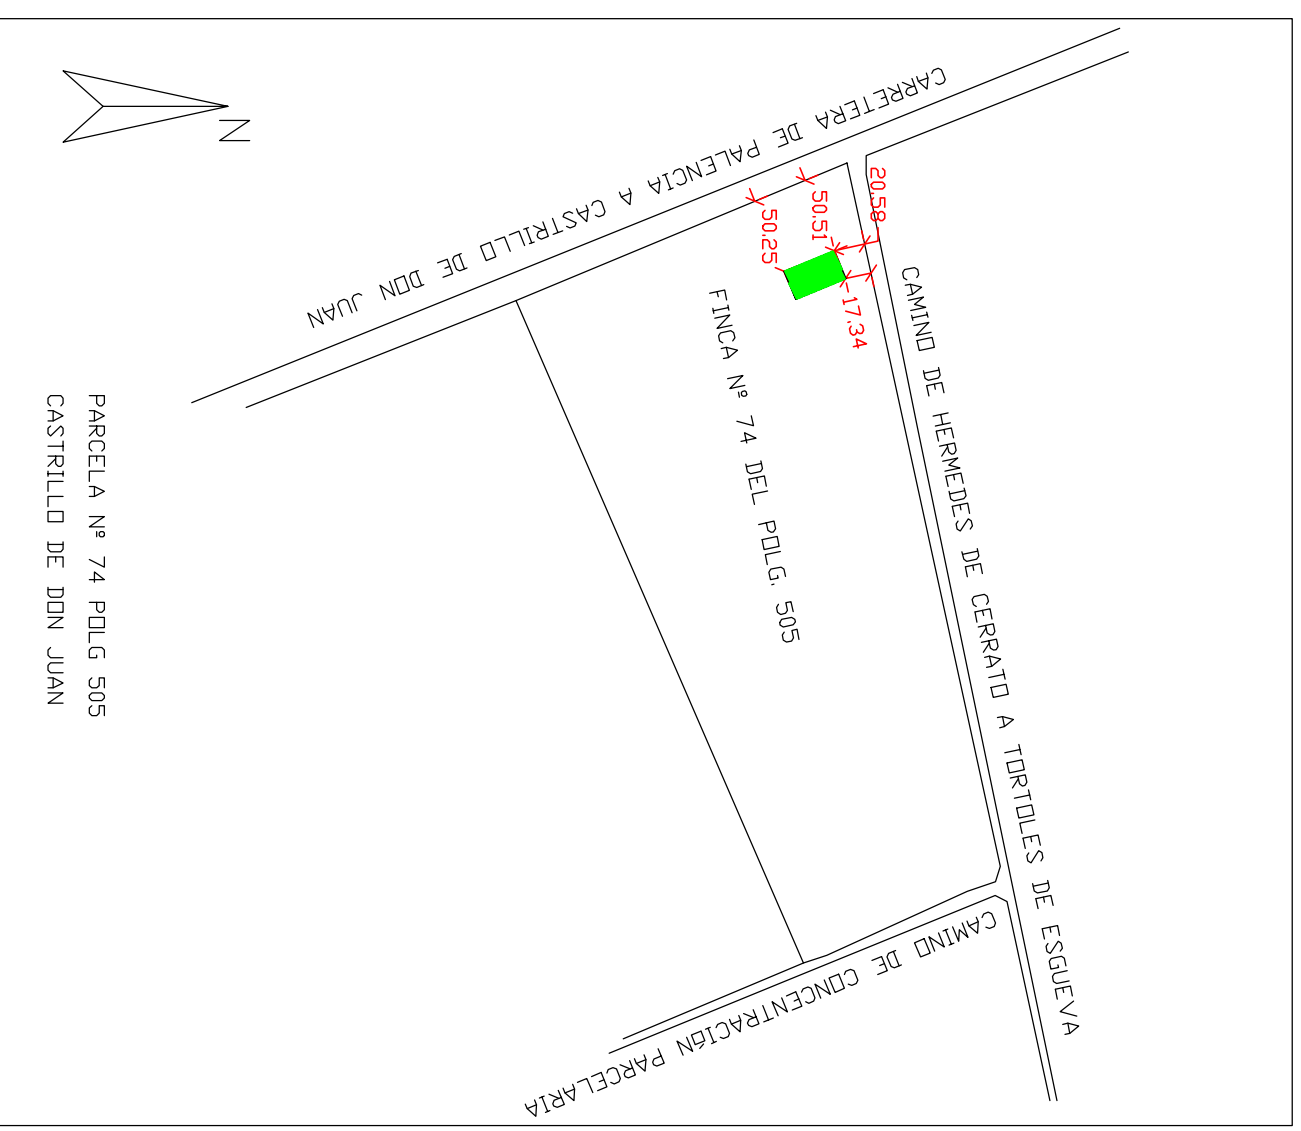 N
CARRETERA DE PALENCIA A CASTRILLO DE DON JUAN
20.58
50.51
50.25
17.34
CAMINO DE HERMEDES DE CERRATO A TORTOLES DE ESGUEVA
FINCA Nº 74 DEL POLG. 505
CAMINO DE CONCENTRACIÓN PARCELARIA
PARCELA Nº 74 POLG 505
CASTRILLO DE DON JUAN